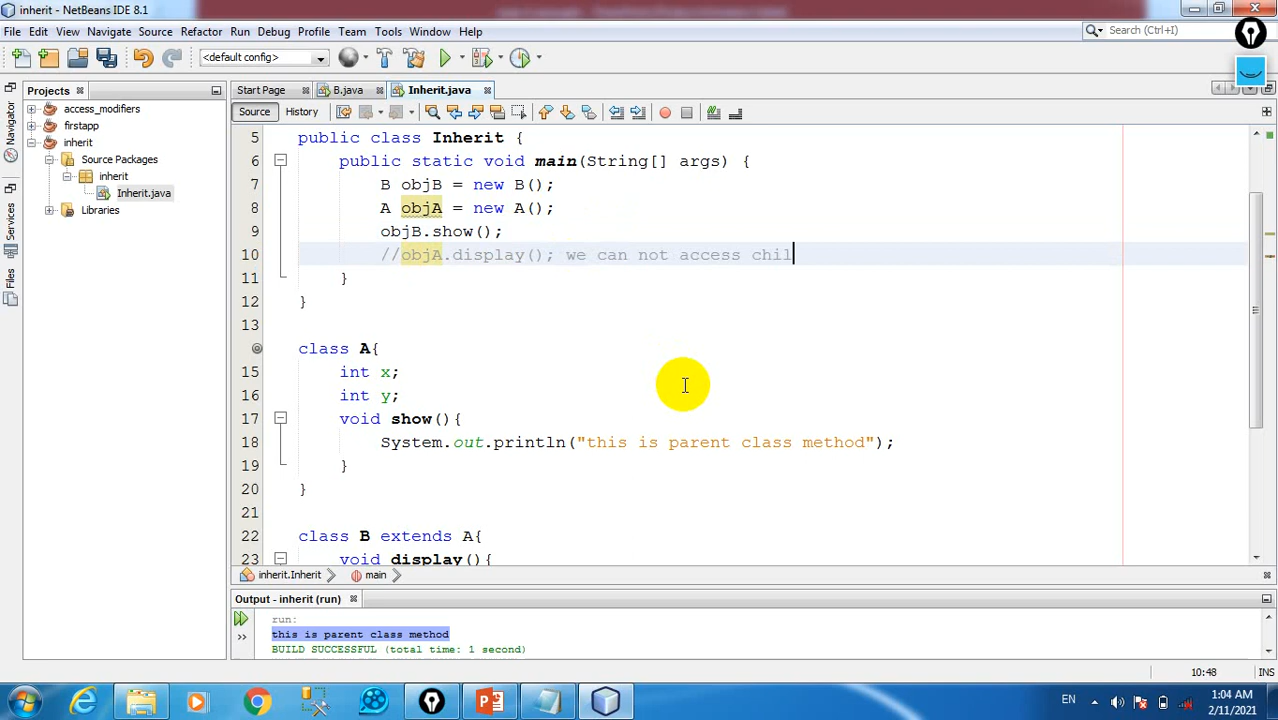 inherit - NetBeans IDE 8.1
File Edit View Navigate Source Refactor Run Debug Profile Team Tools Window Help
Search (Ctrl+I)
<default config>
Projects
Start Page
B.java
Inherit.java
Source
History
Navigator
Services
Files
access_modifiers
firstapp
inherit
Source Packages
inherit
Inherit.java
Libraries
5 public class Inherit {
6 public static void main(String[] args) {
7 B objB = new B();
8 A objA = new A();
9 objB.show();
10 //objA.display(); we can not access chil
11 }
12 }
13
class A{
15 int x;
16 int y;
17 void show(){
18 System.out.println("this is parent class method");
19 }
20 }
21
22 class B extends A{
23 void display(){
inherit.Inherit
main
Output - inherit (run)
run:
this is parent class method
BUILD SUCCESSFUL (total time: 1 second)
10:48
INS
EN
1:04 AM
2/11/2021